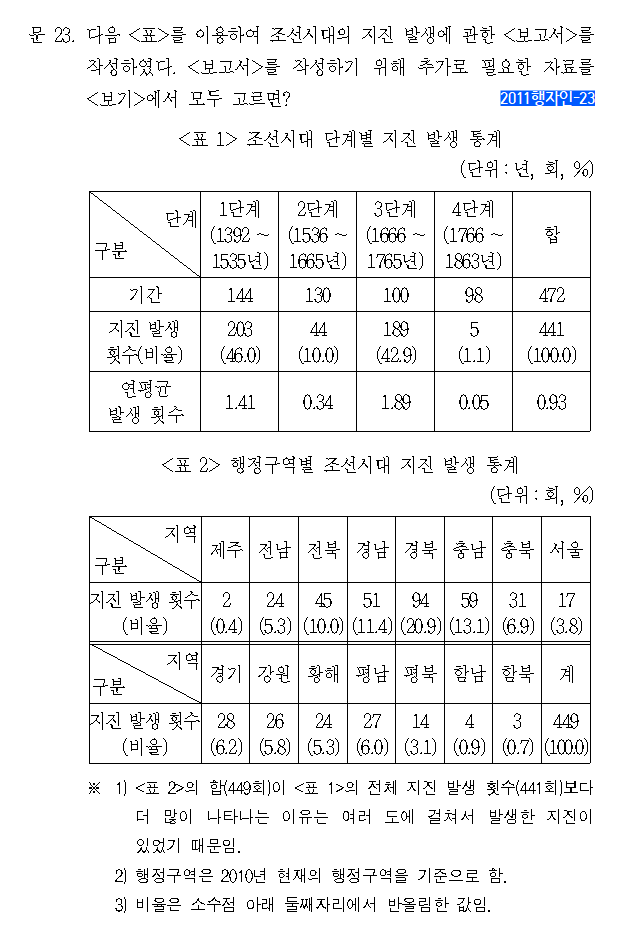 문 23. 다음 <표>를 이용하여 조선시대의 지진 발생에 관한 <보고서>를
작성하였다. <보고서>를 작성하기 위해 추가로 필요한 자료를
<보기>에서 모두 고르면?
2011행자인-23
<표 1> 조선시대 단계별 지진 발생 통계
(단위 : 년, 회, %)
단계 구분 1단계 (1392 ~ 1535년) 2단계 (1536 ~ 1665년) 3단계 (1666 ~ 1765년) 4단계 (1766 ~ 1863년) 합
기간 144 130 100 98 472
지진 발생 횟수(비율) 203 (46.0) 44 (10.0) 189 (42.9) 5 (1.1) 441 (100.0)
연평균 발생 횟수 1.41 0.34 1.89 0.05 0.93
<표 2> 행정구역별 조선시대 지진 발생 통계
(단위 : 회, %)
지역 구분 제주 전남 전북 경남 경북 충남 충북 서울
지진 발생 횟수 (비율) 2 (0.4) 24 (5.3) 45 (10.0) 51 (11.4) 94 (20.9) 59 (13.1) 31 (6.9) 17 (3.8)
지역 구분 경기 강원 황해 평남 평북 함남 함북 계
지진 발생 횟수 (비율) 28 (6.2) 26 (5.8) 24 (5.3) 27 (6.0) 14 (3.1) 4 (0.9) 3 (0.7) 449 (100.0)
※ 1) <표 2>의 합(449회)이 <표 1>의 전체 지진 발생 횟수(441회)보다
더 많이 나타나는 이유는 여러 도에 걸쳐서 발생한 지진이
있었기 때문임.
2) 행정구역은 2010년 현재의 행정구역을 기준으로 함.
3) 비율은 소수점 아래 둘째자리에서 반올림한 값임.